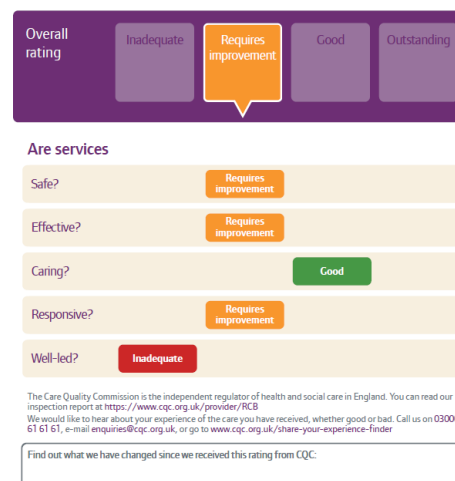 Overall
rating
Inadequate
Requires
improvement
Good
Outstanding
Are services
Safe?
Requires
improvement
Effective?
Requires
improvement
Caring?
Good
Responsive?
Requires
improvement
Well-led?
Inadequate
The Care Quality Commission is the independent regulator of health and social care in England. You can read our
inspection report at https://www.cqc.org.uk/provider/RCB
We would like to hear about your experience of the care you have received, whether good or bad. Call us on 0300
61 61 61, e-mail enquiries@cqc.org.uk, or go to www.cqc.org.uk/share-your-experience-finder
Find out what we have changed since we received this rating from CQC: